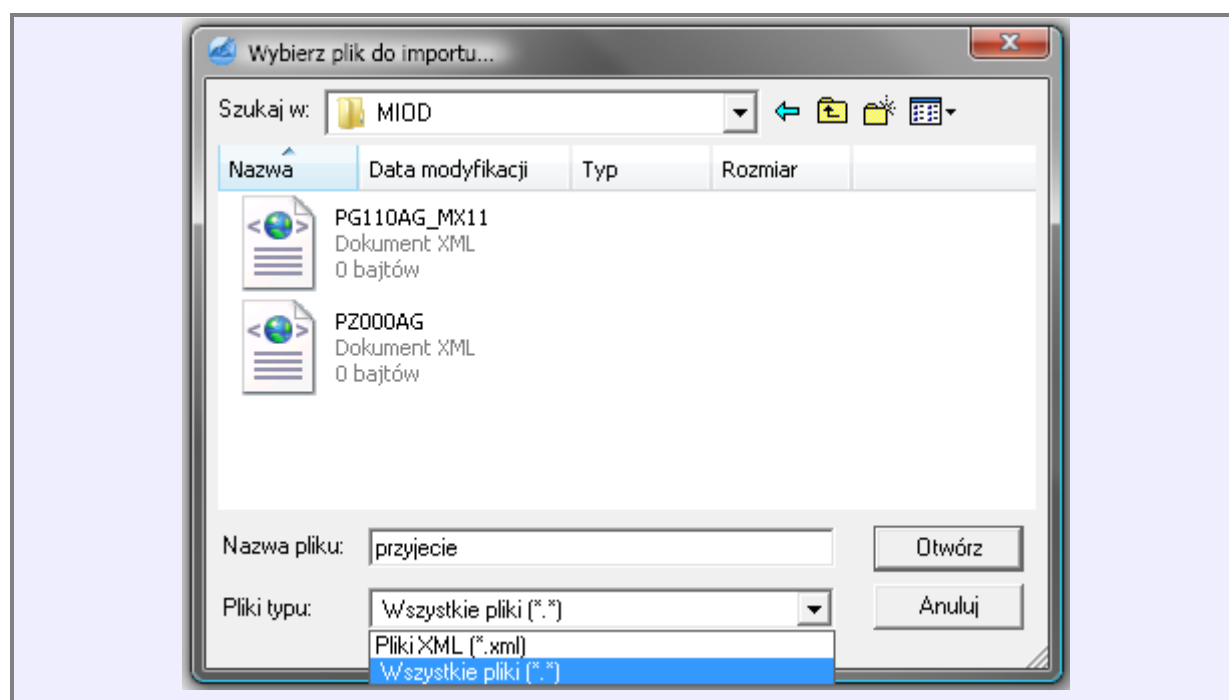 Wybierz plik do importu...
Szukaj w: MIOD
Nazwa Data modyfikacji Typ Rozmiar
PG110AG_MX11
Dokument XML
0 bajtów
PZ000AG
Dokument XML
0 bajtów
Nazwa pliku: przyjecie Otwórz
Pliki typu: Wszystkie pliki (*.*) Anuluj
Pliki XML (*.xml)
Wszystkie pliki (*.*)